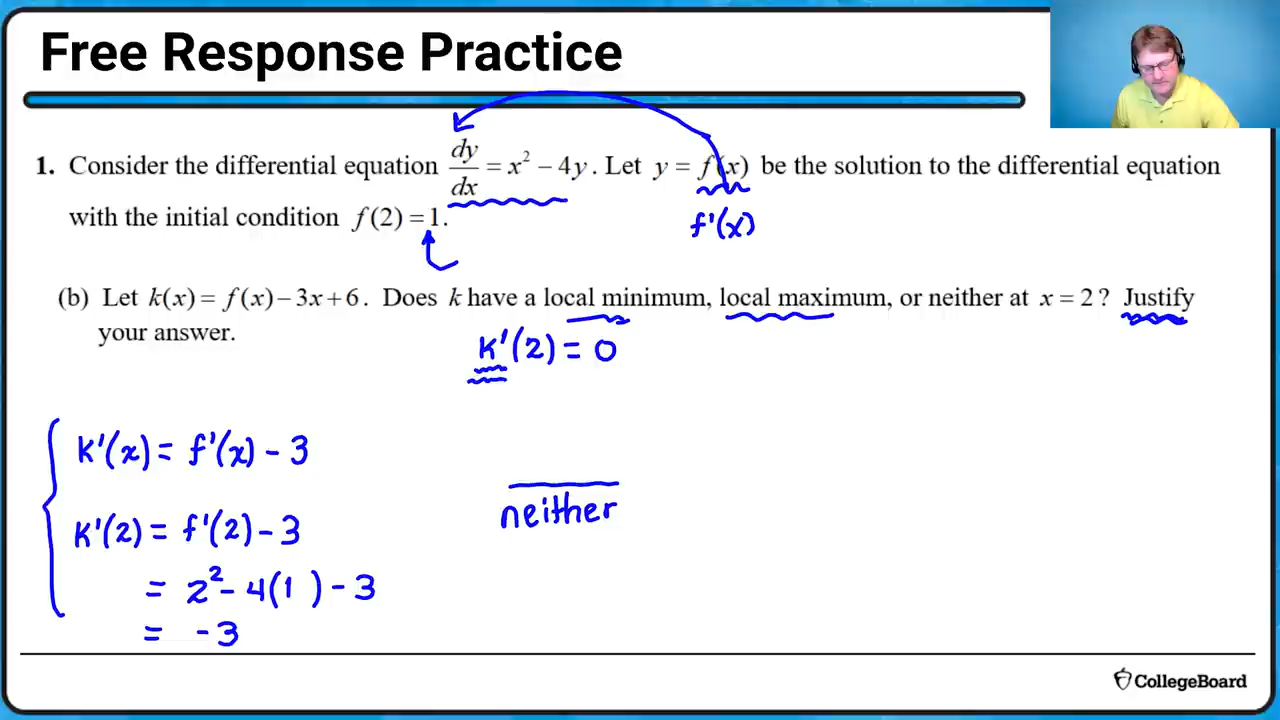 Free Response Practice
1. Consider the differential equation dy/dx = x² − 4y. Let y = f(x) be the solution to the differential equation
with the initial condition f(2) = 1.
f'(x)
(b) Let k(x) = f(x) − 3x + 6. Does k have a local minimum, local maximum, or neither at x = 2? Justify
your answer.
k'(2) = 0
k'(x) = f'(x) - 3
k'(2) = f'(2) - 3
= 2² - 4(1 ) - 3
= -3
neither
CollegeBoard